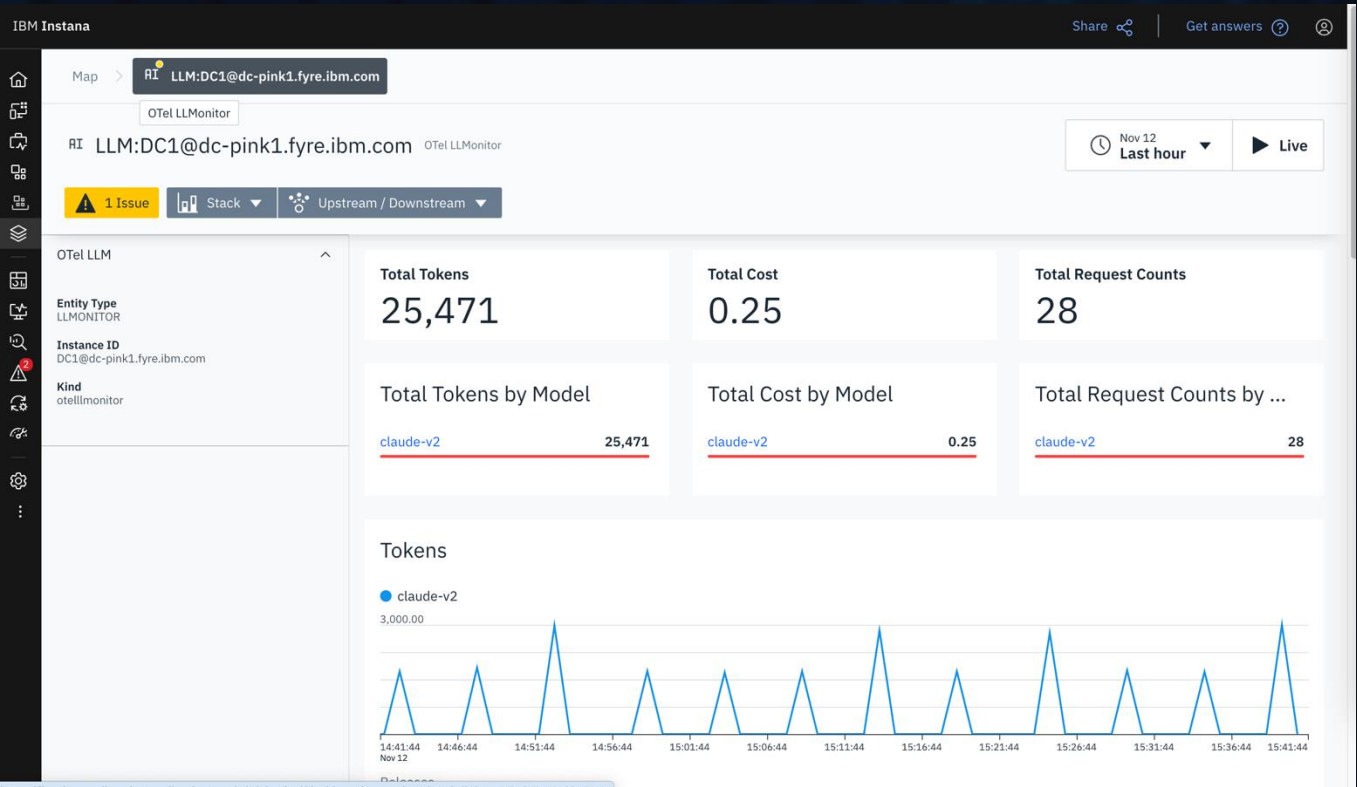 IBM Instana
Share
Get answers
Map
AI LLM:DC1@dc-pink1.fyre.ibm.com
OTel LLMonitor
AI LLM:DC1@dc-pink1.fyre.ibm.com OTel LLMonitor
Nov 12
Last hour
Live
1 Issue
Stack
Upstream / Downstream
2
OTel LLM
Entity Type
LLMONITOR
Instance ID
DC1@dc-pink1.fyre.ibm.com
Kind
otelllmonitor
Total Tokens
25,471
Total Cost
0.25
Total Request Counts
28
Total Tokens by Model
claude-v2 25,471
Total Cost by Model
claude-v2 0.25
Total Request Counts by ...
claude-v2 28
Tokens
claude-v2
3,000.00
14:41:44 14:46:44 14:51:44 14:56:44 15:01:44 15:06:44 15:11:44 15:16:44 15:21:44 15:26:44 15:31:44 15:36:44 15:41:44
Nov 12